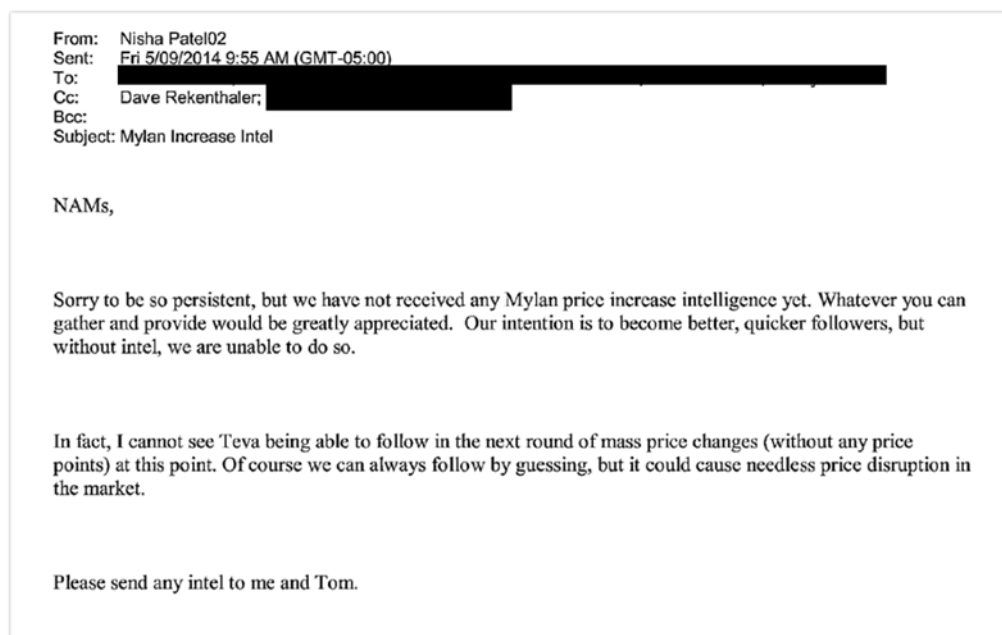 From: Nisha Patel02
Sent: Fri 5/09/2014 9:55 AM (GMT-05:00)
To:
Cc: Dave Rekenthaler;
Bcc:
Subject: Mylan Increase Intel
NAMs,
Sorry to be so persistent, but we have not received any Mylan price increase intelligence yet. Whatever you can
gather and provide would be greatly appreciated. Our intention is to become better, quicker followers, but
without intel, we are unable to do so.
In fact, I cannot see Teva being able to follow in the next round of mass price changes (without any price
points) at this point. Of course we can always follow by guessing, but it could cause needless price disruption in
the market.
Please send any intel to me and Tom.